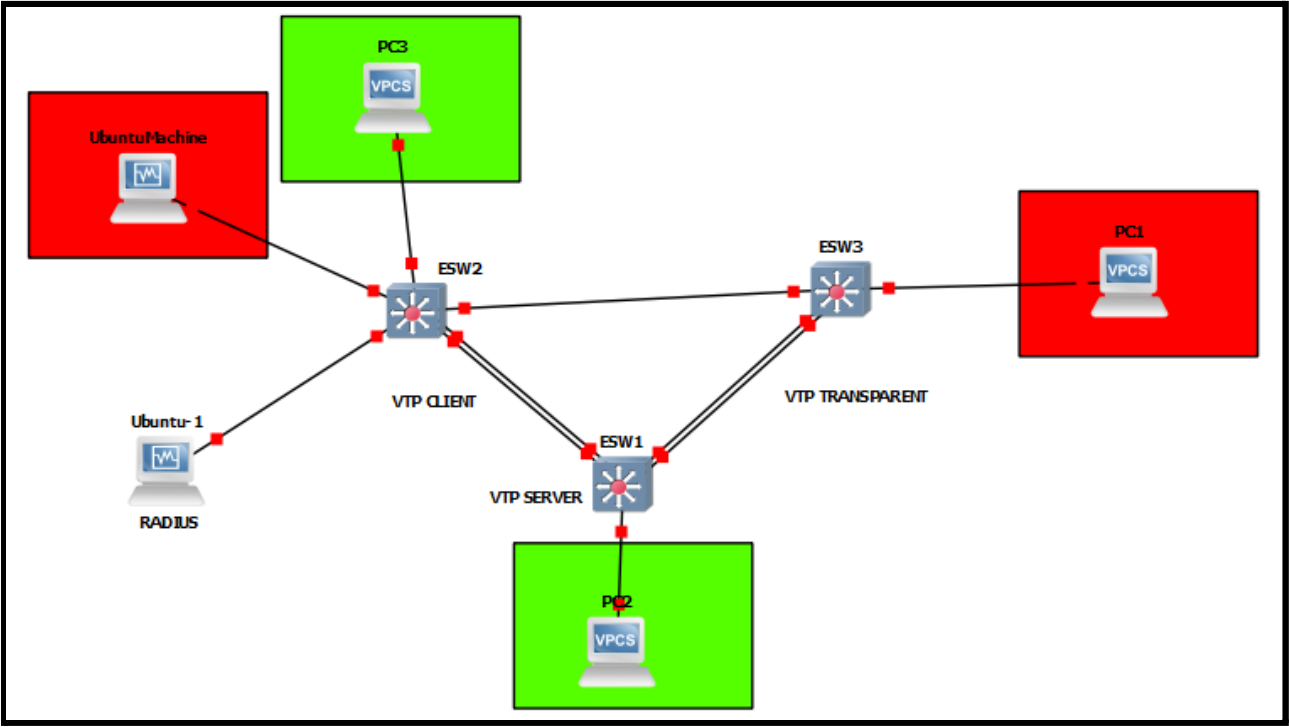 PC3
VPCS
UbuntuMachine
PC1
VPCS
ESW3
ESW2
VTP CLIENT
VTP TRANSPARENT
Ubuntu-1
RADIUS
ESW1
VTP SERVER
PC2
VPCS